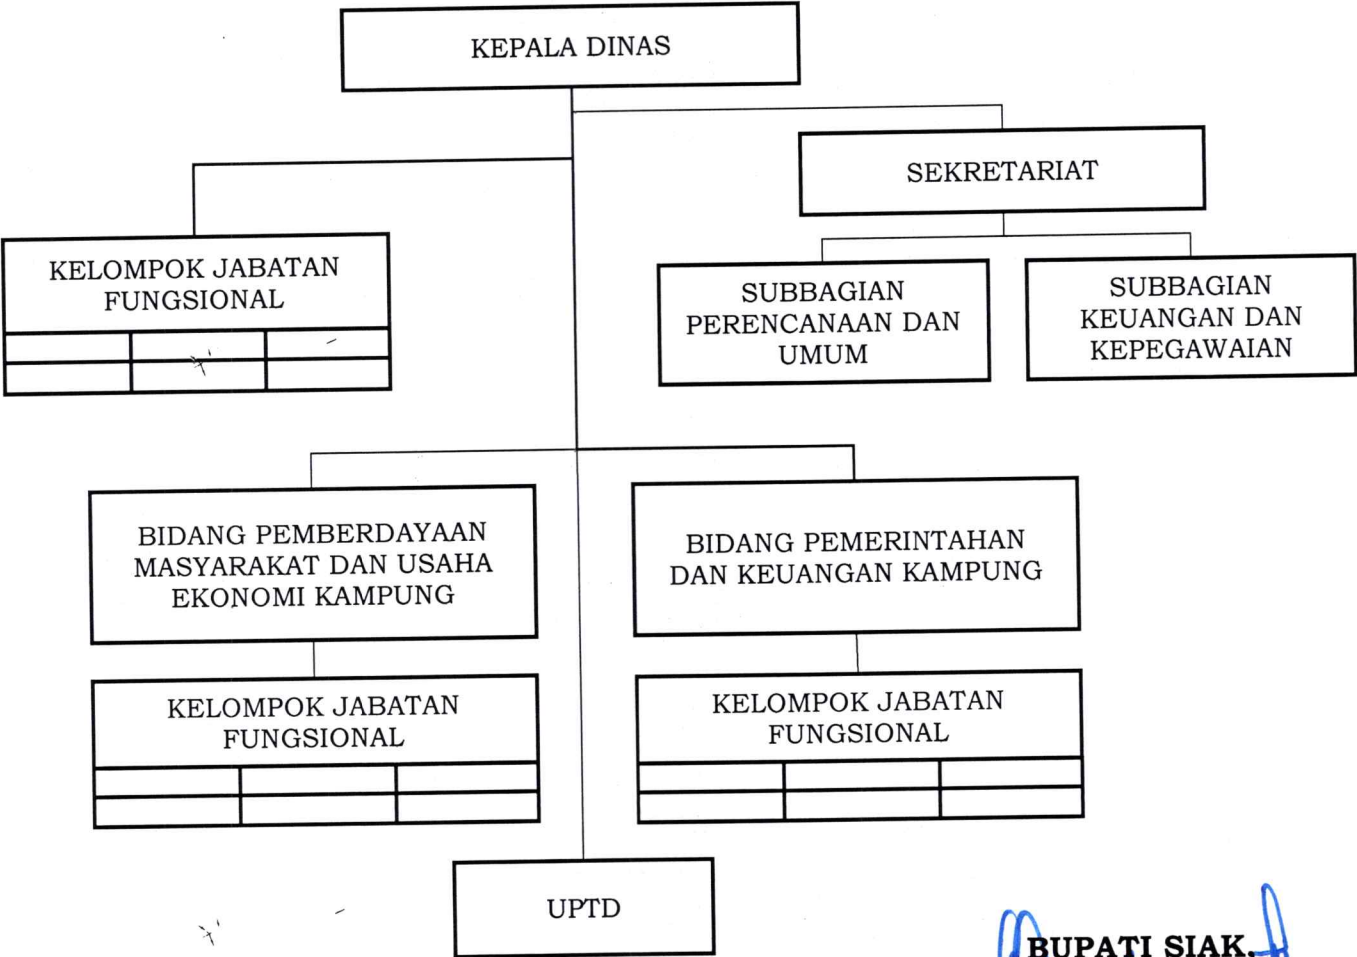 KEPALA DINAS
SEKRETARIAT
KELOMPOK JABATAN
FUNGSIONAL
SUBBAGIAN
PERENCANAAN DAN
UMUM
SUBBAGIAN
KEUANGAN DAN
KEPEGAWAIAN
BIDANG PEMBERDAYAAN
MASYARAKAT DAN USAHA
EKONOMI KAMPUNG
BIDANG PEMERINTAHAN
DAN KEUANGAN KAMPUNG
KELOMPOK JABATAN
FUNGSIONAL
KELOMPOK JABATAN
FUNGSIONAL
UPTD
BUPATI SIAK,